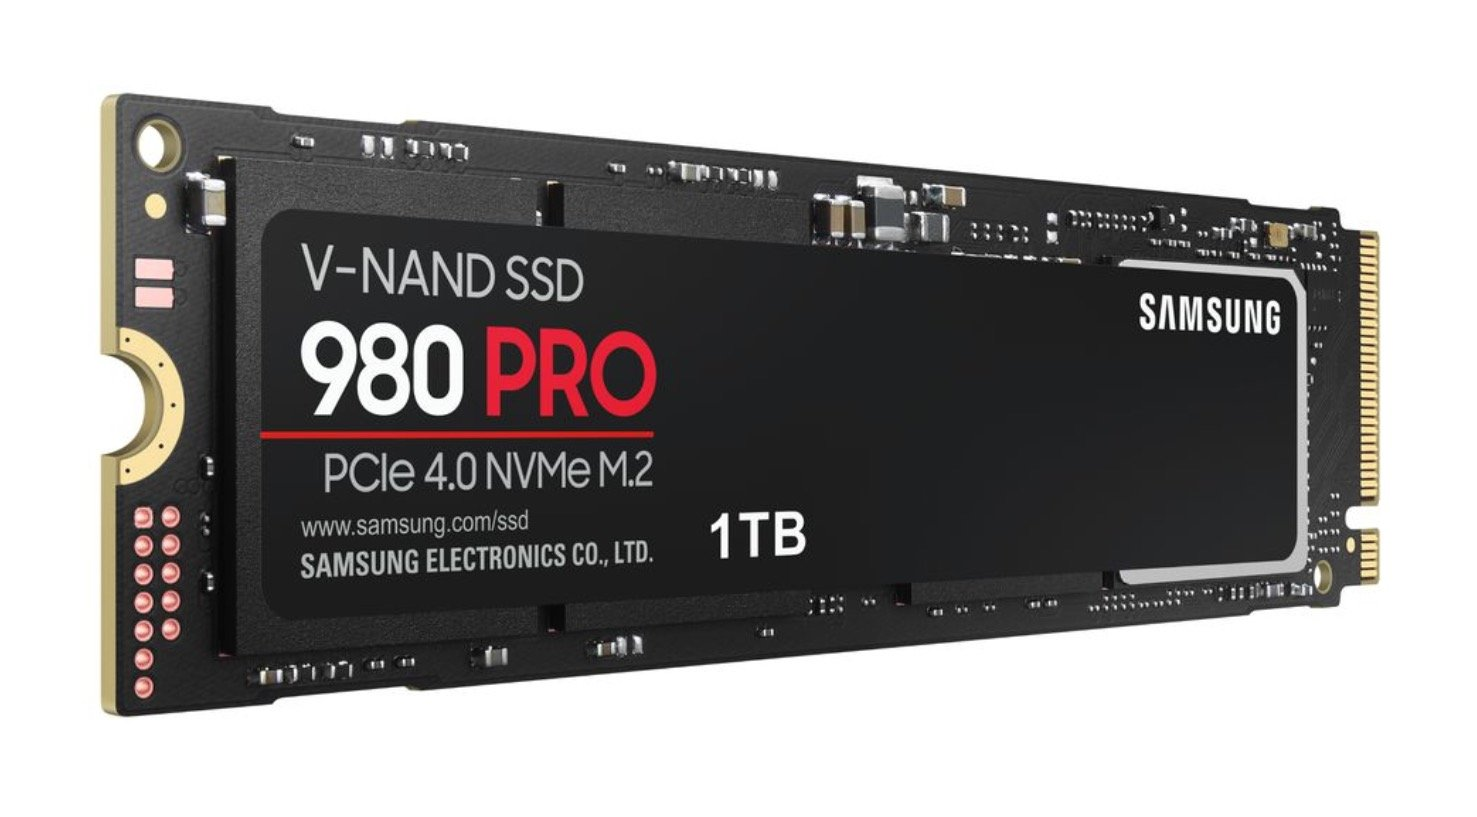 V-NAND SSD
980 PRO
PCIe 4.0 NVMe M.2
www.samsung.com/ssd
SAMSUNG ELECTRONICS CO., LTD.
1TB
SAMSUNG